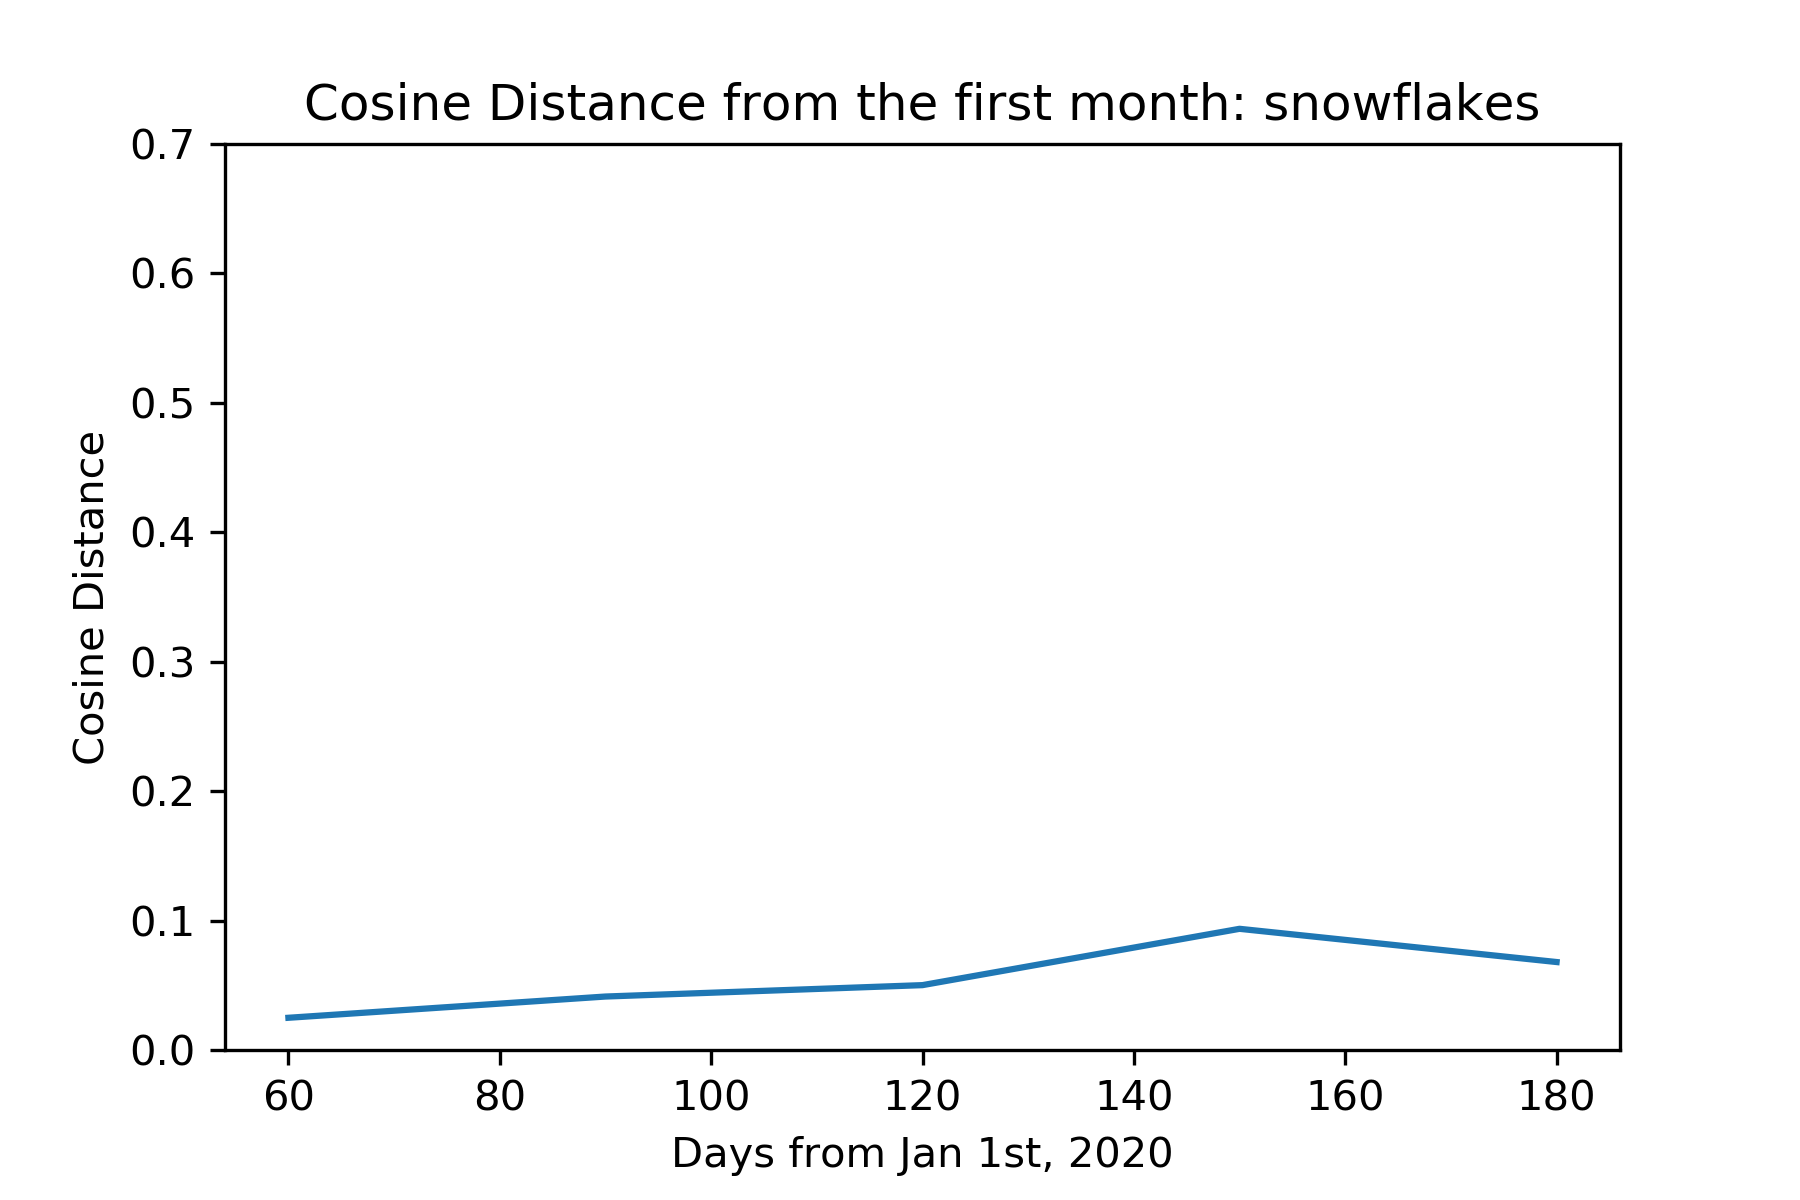 Cosine Distance from the first month: snowflakes
0.7
0.6
0.5
0.4
0.3
0.2
0.1
0.0
Cosine Distance
60 80 100 120 140 160 180
Days from Jan 1st, 2020